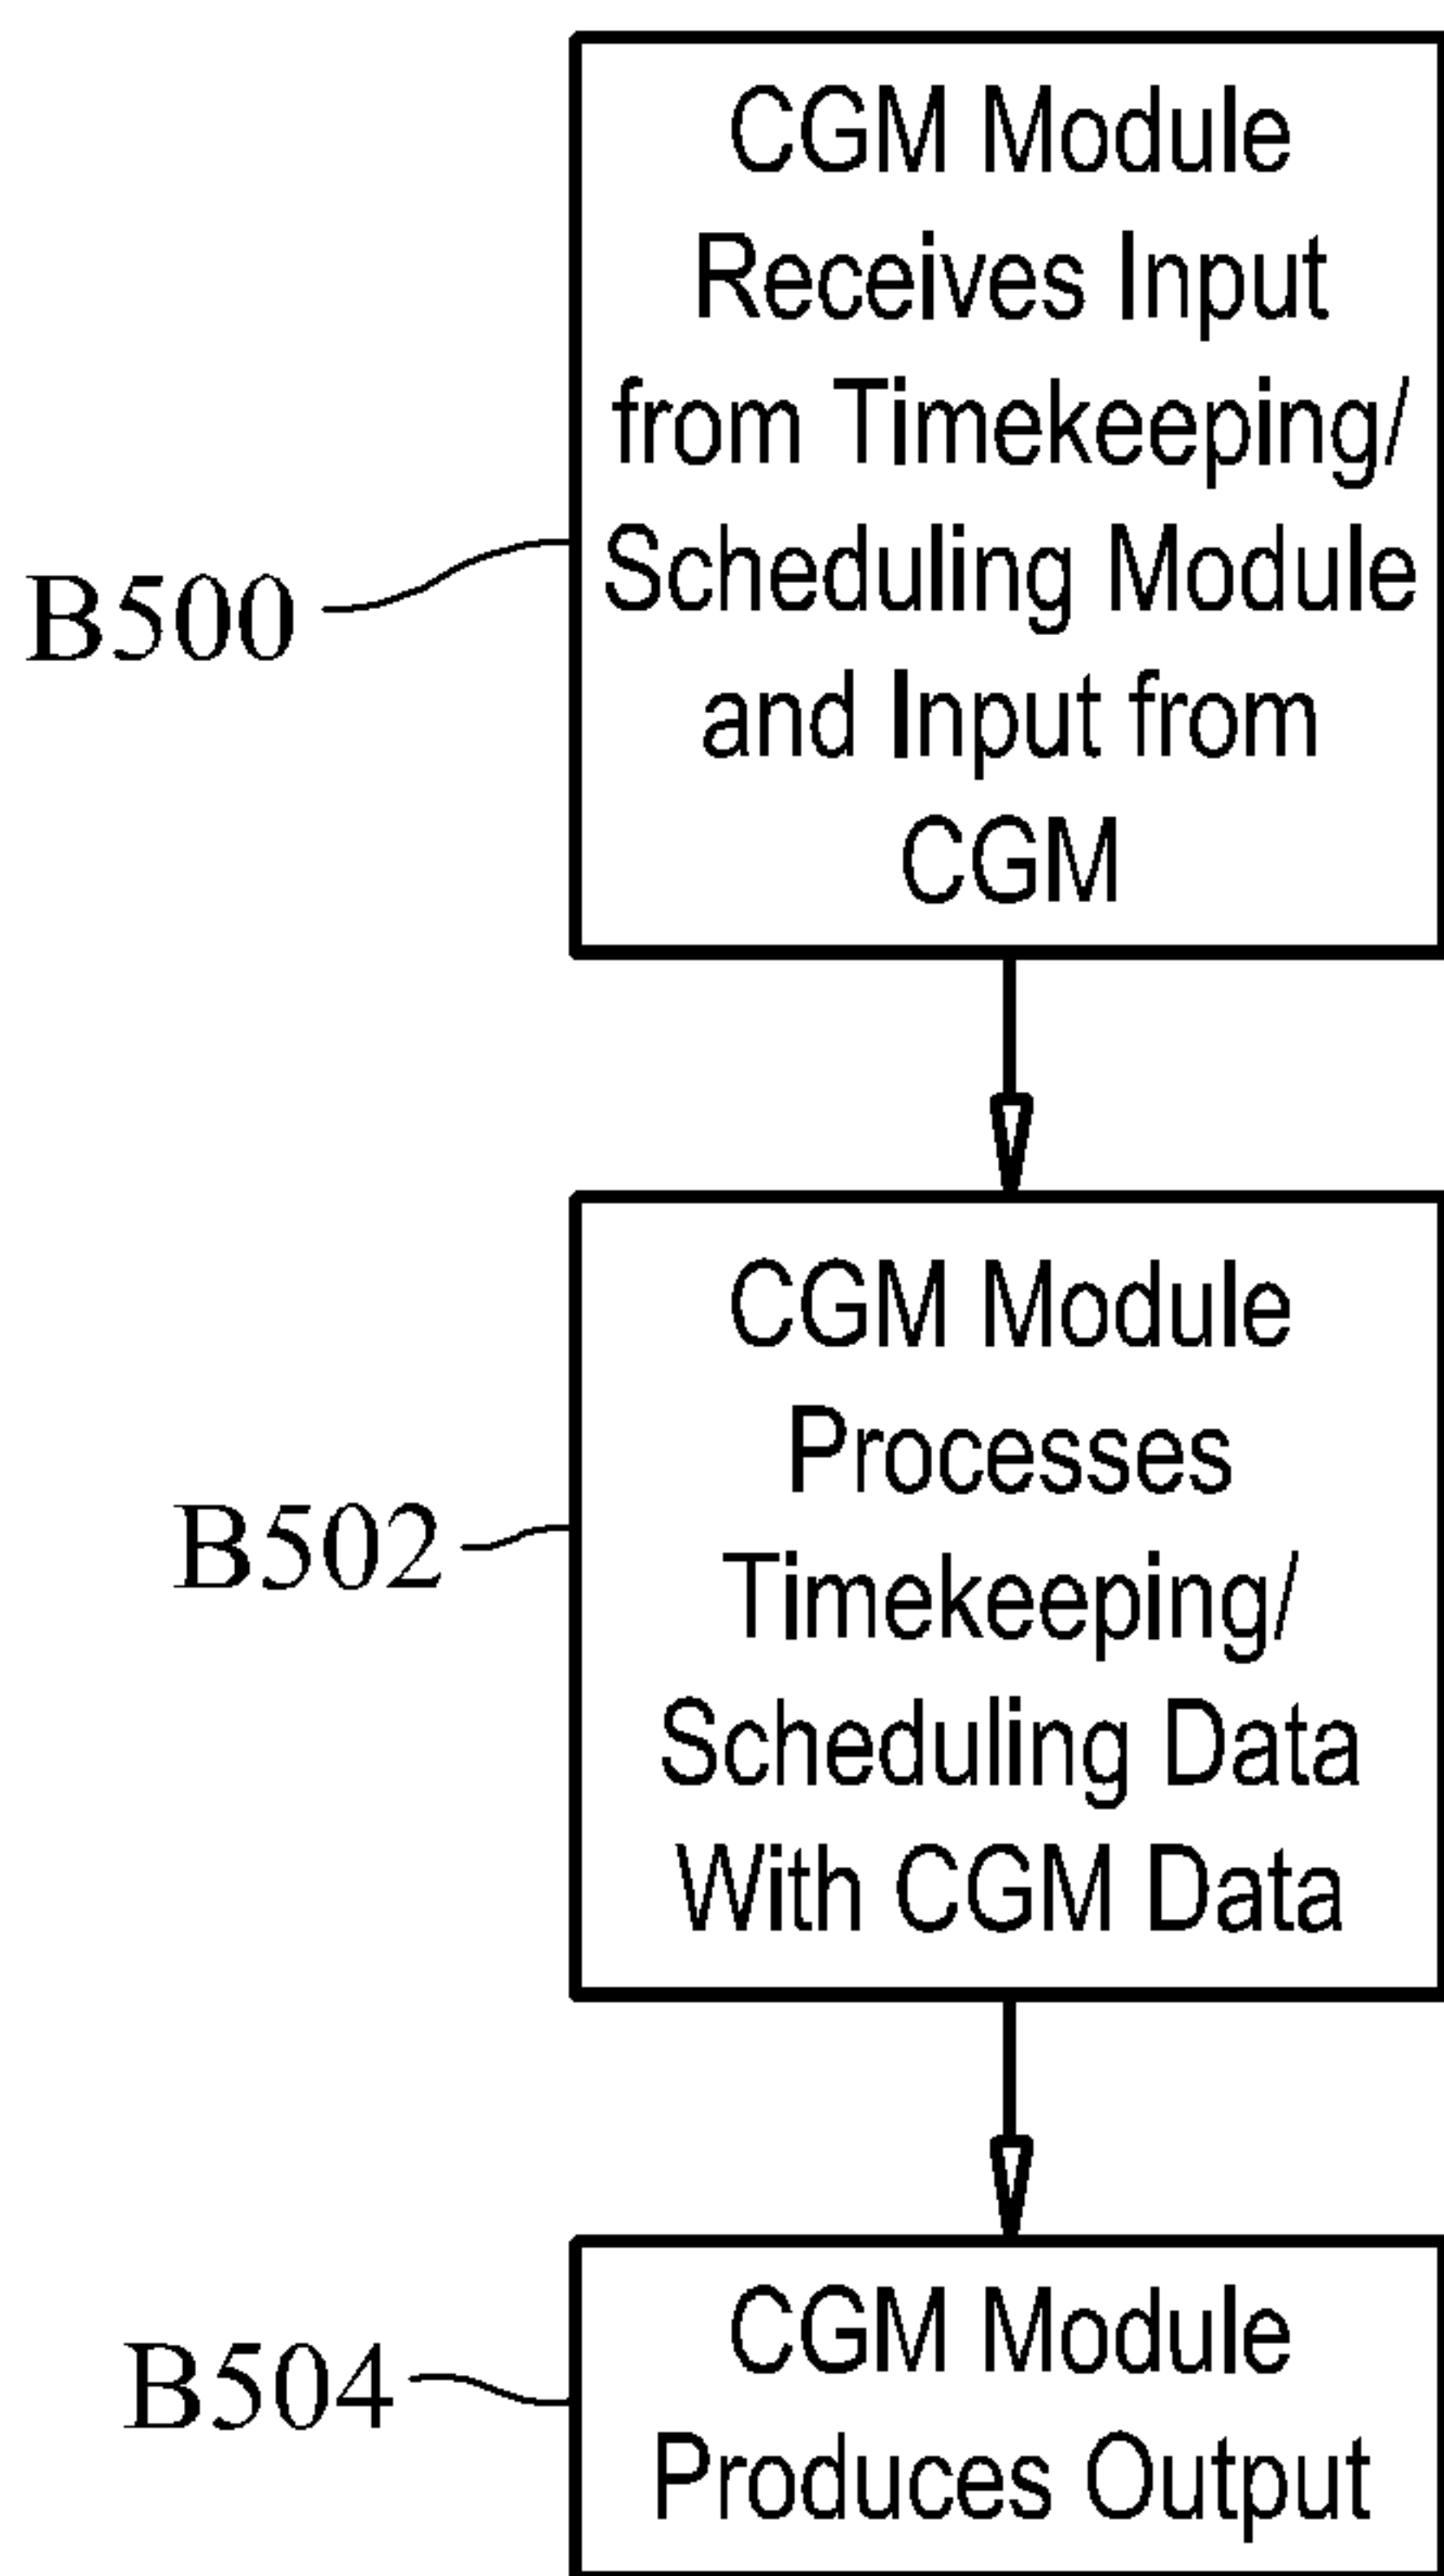 CGM Module
Receives Input
from Timekeeping/
Scheduling Module
and Input from
CGM
B500
CGM Module
Processes
Timekeeping/
Scheduling Data
With CGM Data
B502
CGM Module
Produces Output
B504